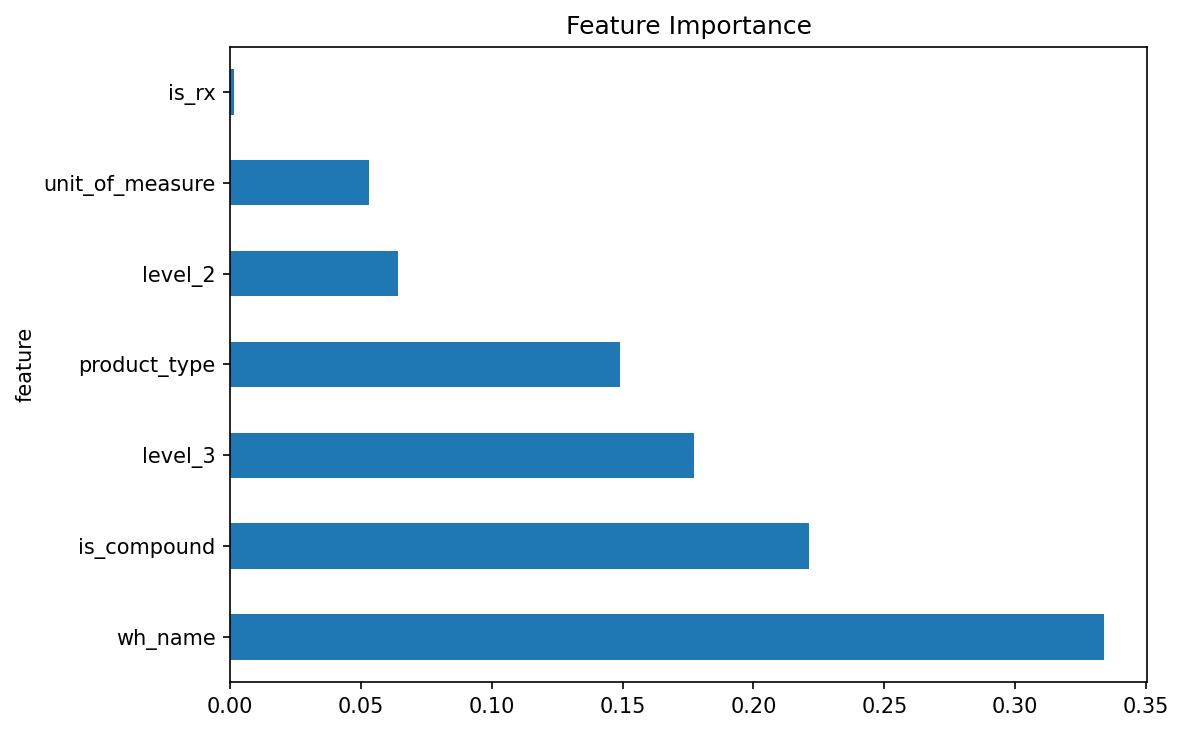 Feature Importance
is_rx
unit_of_measure
level_2
product_type
level_3
is_compound
wh_name
feature
0.00 0.05 0.10 0.15 0.20 0.25 0.30 0.35